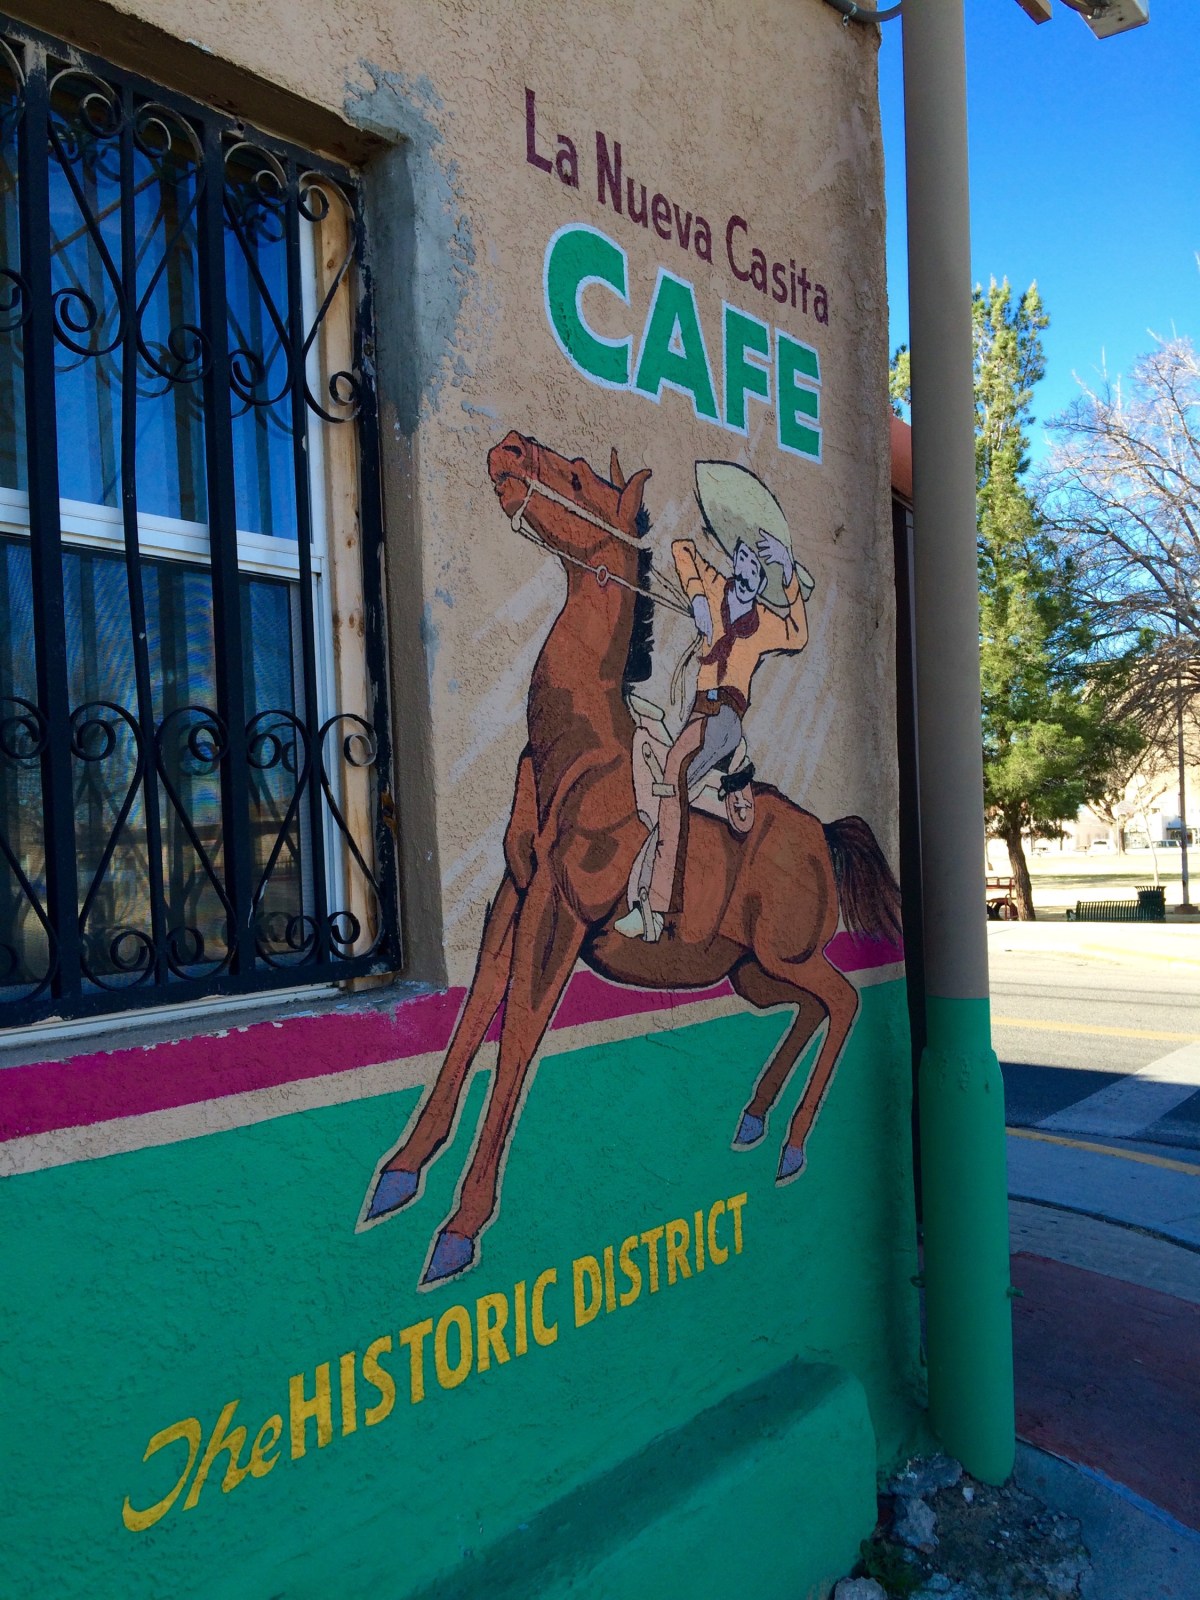 La Nueva Casita
CAFE
The HISTORIC DISTRICT